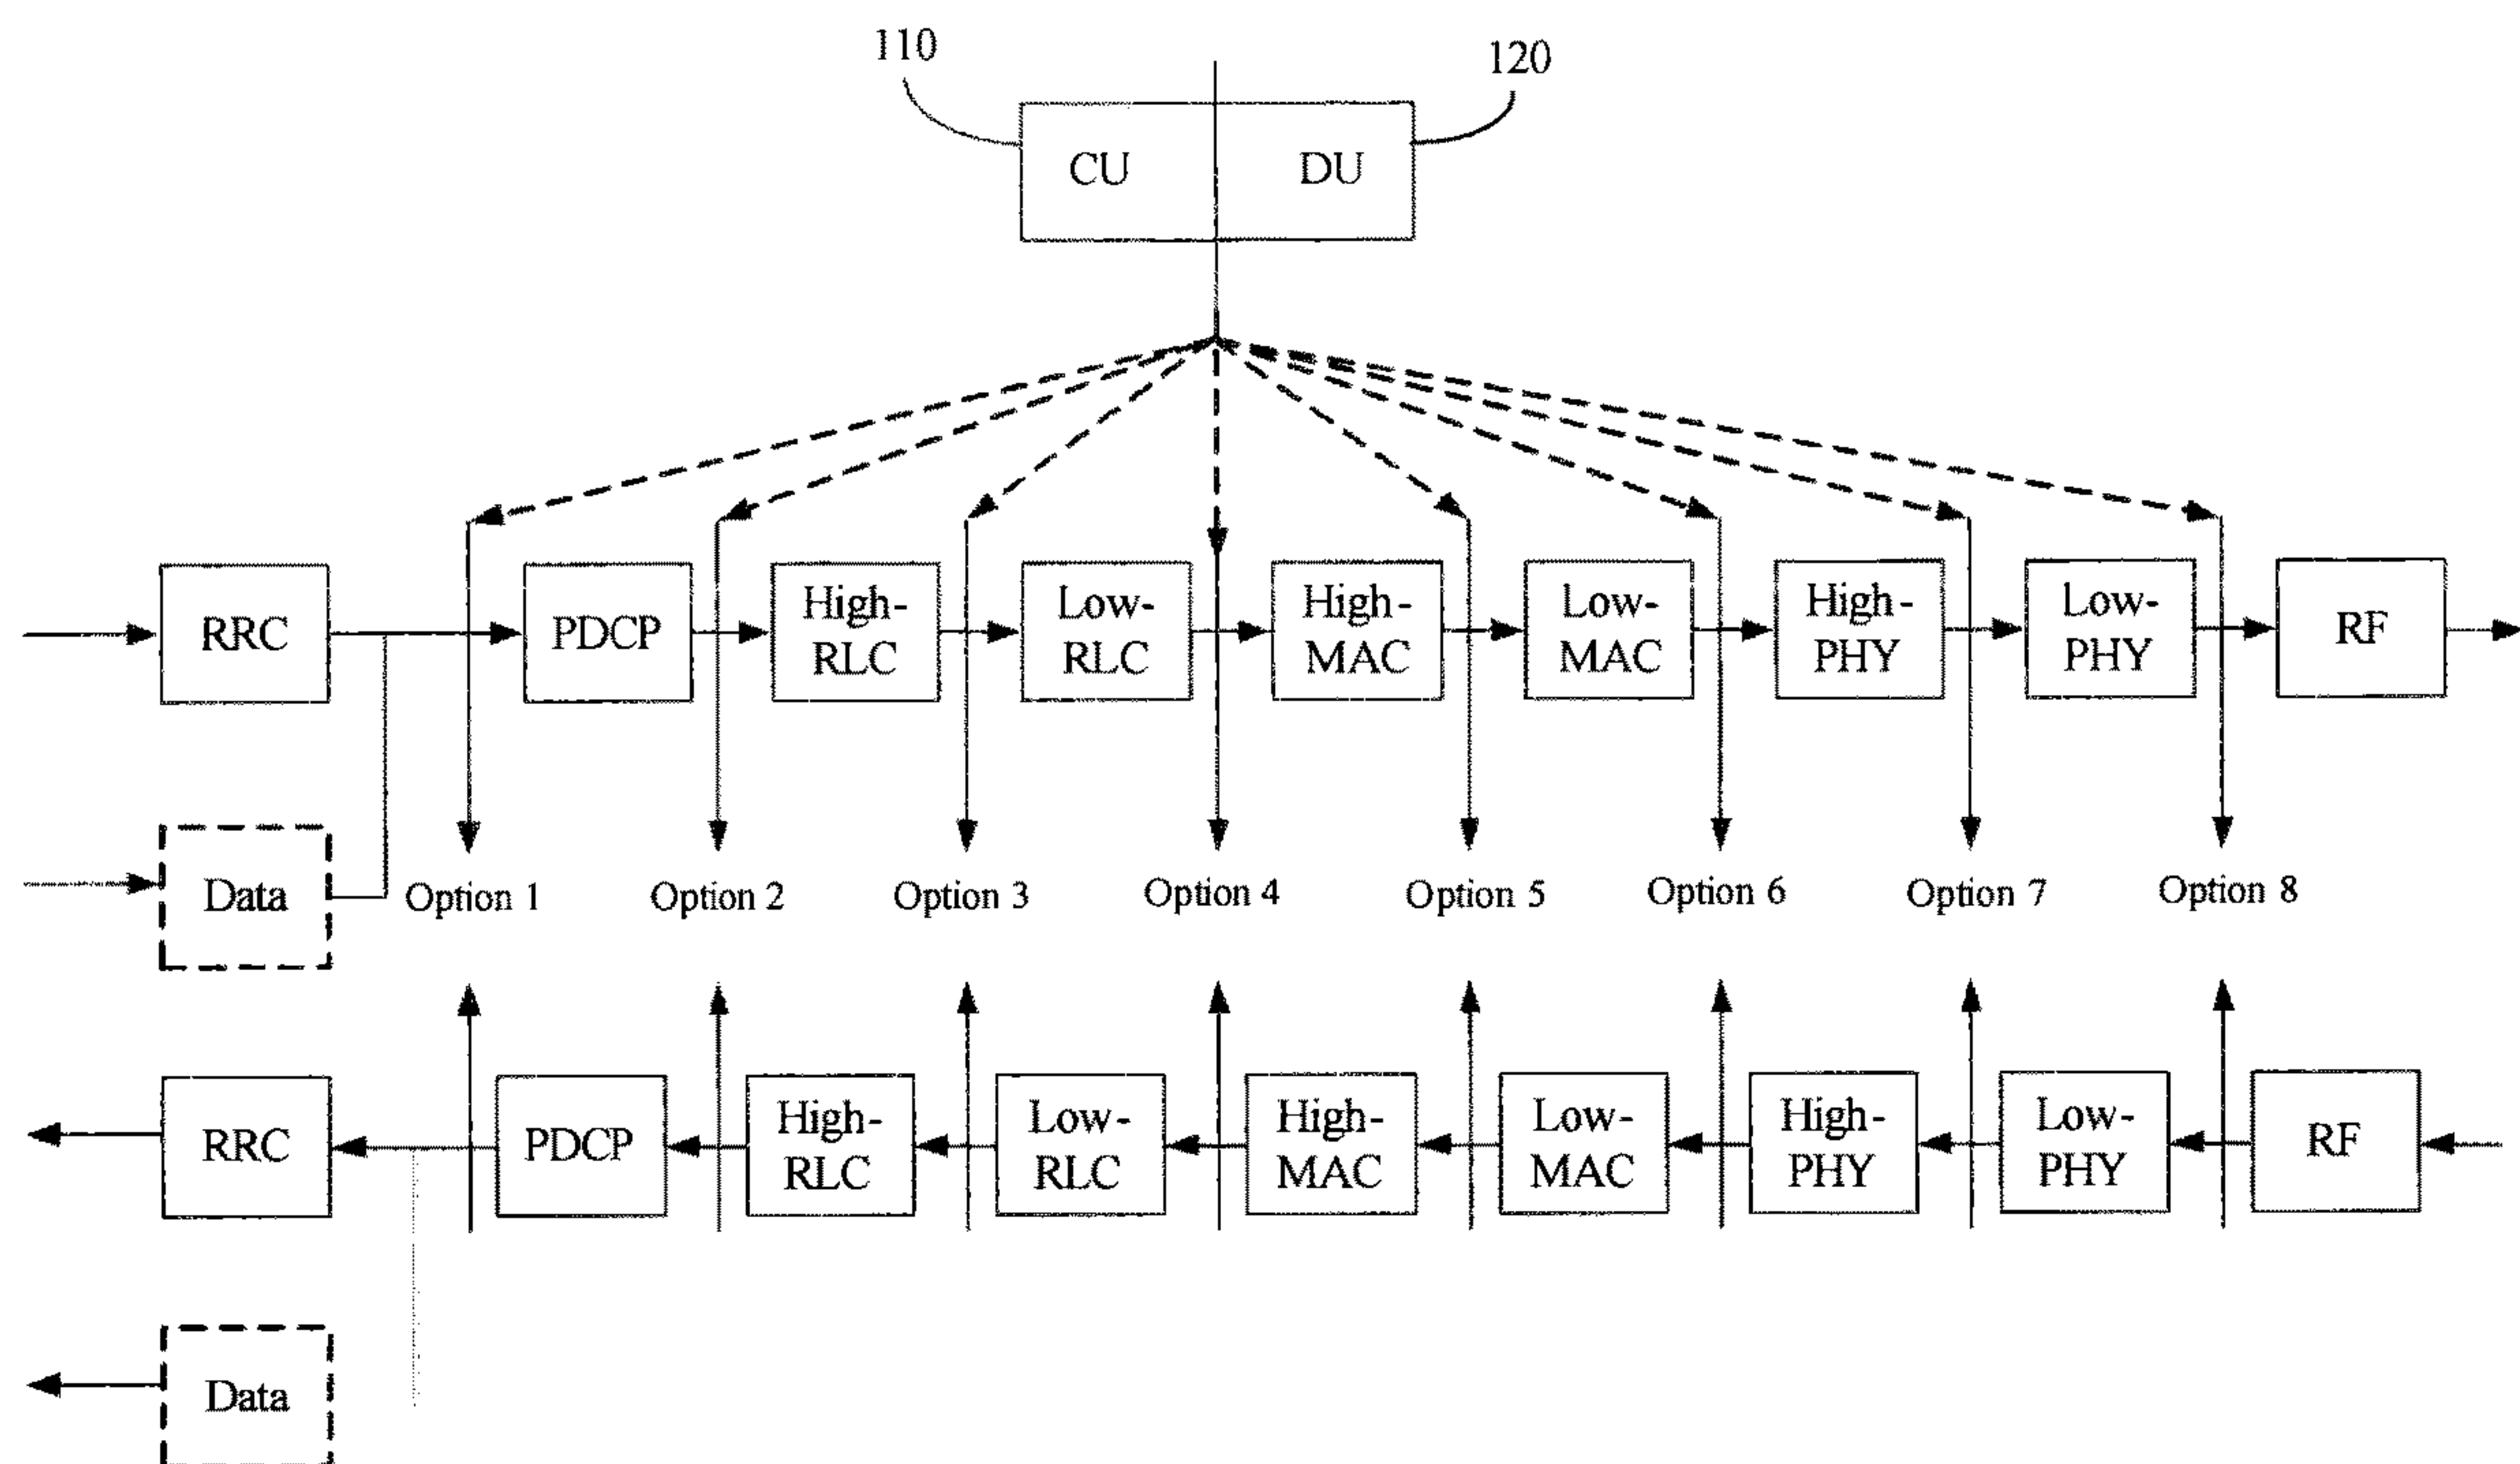 110
120
CU
DU
RRC
PDCP
High-
RLC
Low-
RLC
High-
MAC
Low-
MAC
High-
PHY
Low-
PHY
RF
Data
Option 1
Option 2
Option 3
Option 4
Option 5
Option 6
Option 7
Option 8
RRC
PDCP
High-
RLC
Low-
RLC
High-
MAC
Low-
MAC
High-
PHY
Low-
PHY
RF
Data